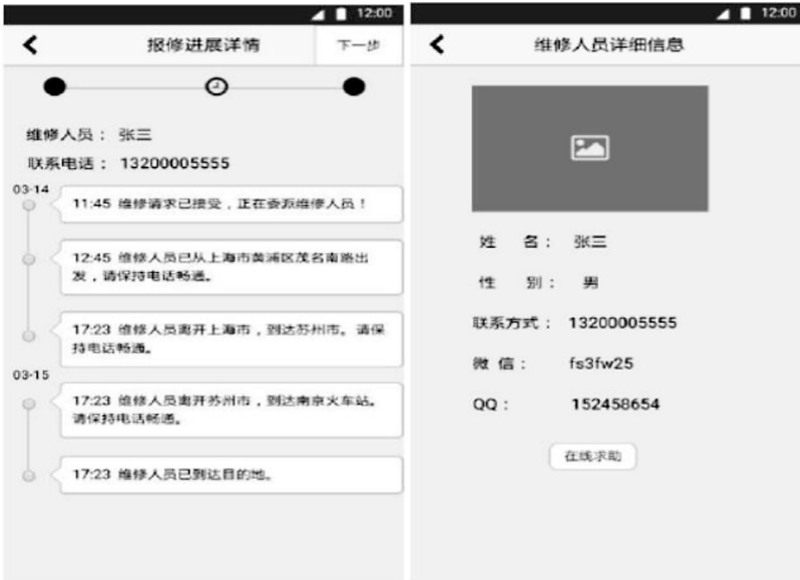 12:00
报修进展详情
下一步
维修人员： 张三
联系电话： 13200005555
03-14
11:45 维修请求已接受，正在委派维修人员！
12:45 维修人员已从上海市黄浦区茂名南路出
发，请保持电话畅通。
17:23 维修人员离开上海市，到达苏州市。请保
持电话畅通。
03-15
17:23 维修人员离开苏州市，到达南京火车站。
请保持电话畅通。
17:23 维修人员已到达目的地。
12:00
维修人员详细信息
姓 名： 张三
性 别： 男
联系方式： 13200005555
微 信： fs3fw25
QQ： 152458654
在线求助